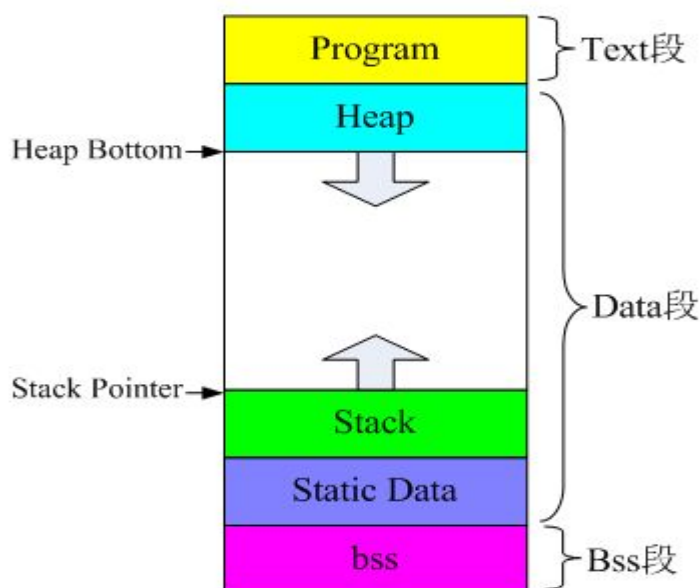 Program
Text段
Heap
Heap Bottom
Data段
Stack Pointer
Stack
Static Data
bss
Bss段